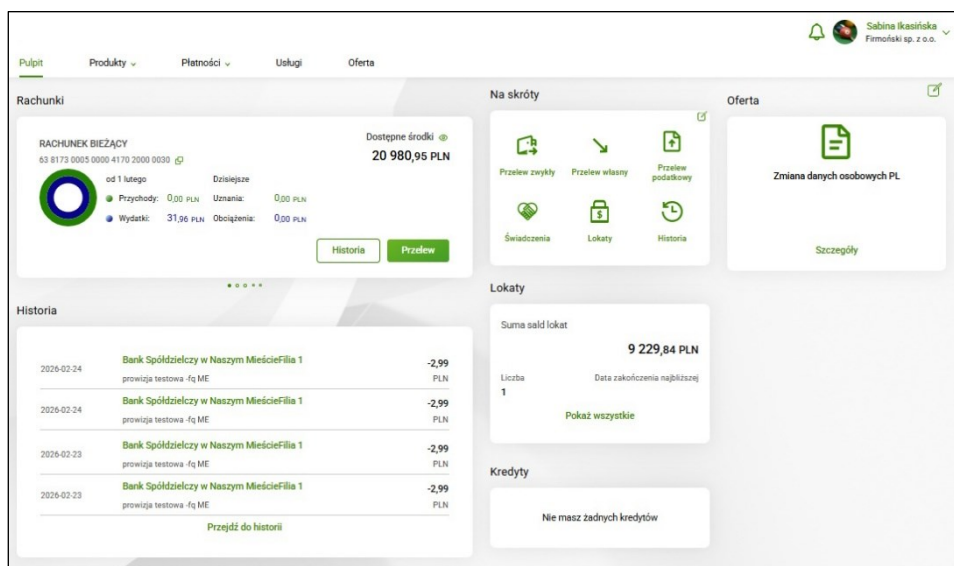 Sabina Ikasińska
Firmoński sp. z o.o.
Pulpit Produkty Płatności Usługi Oferta
Rachunki
RACHUNEK BIEŻĄCY
63 8173 0005 0000 4170 2000 0030
Dostępne środki
20 980,95 PLN
od 1 lutego Dzisiejsze
Przychody: 0,00 PLN Uznania: 0,00 PLN
Wydatki: 31,96 PLN Obciążenia: 0,00 PLN
Historia Przelew
Historia
2026-02-24 Bank Spółdzielczy w Naszym MieścieFilia 1 -2,99
prowizja testowa -fq ME PLN
2026-02-24 Bank Spółdzielczy w Naszym MieścieFilia 1 -2,99
prowizja testowa -fq ME PLN
2026-02-23 Bank Spółdzielczy w Naszym MieścieFilia 1 -2,99
prowizja testowa -fq ME PLN
2026-02-23 Bank Spółdzielczy w Naszym MieścieFilia 1 -2,99
prowizja testowa -fq ME PLN
Przejdź do historii
Na skróty
Przelew zwykły Przelew własny Przelew podatkowy
Świadczenia Lokaty Historia
Lokaty
Suma sald lokat
9 229,84 PLN
Liczba Data zakończenia najbliższej
1
Pokaż wszystkie
Kredyty
Nie masz żadnych kredytów
Oferta
Zmiana danych osobowych PL
Szczegóły